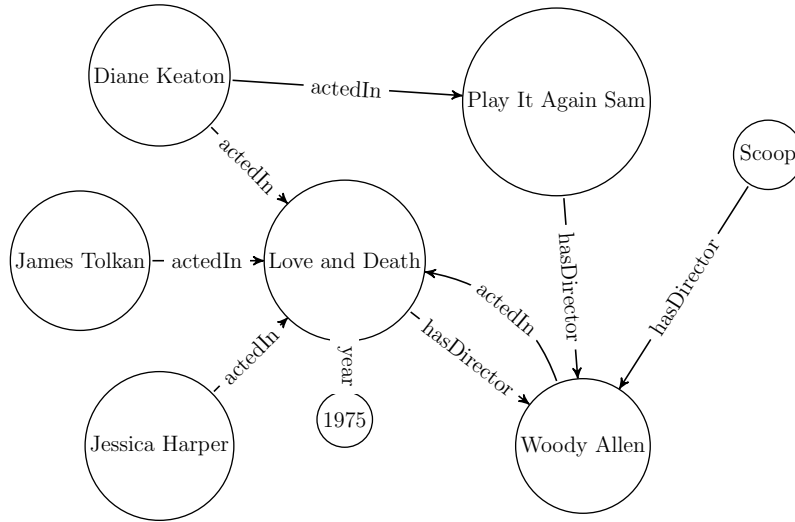 Diane Keaton
actedIn
Play It Again Sam
Scoop
actedIn
James Tolkan
actedIn
Love and Death
hasDirector
hasDirector
actedIn
hasDirector
actedIn
year
1975
Jessica Harper
Woody Allen